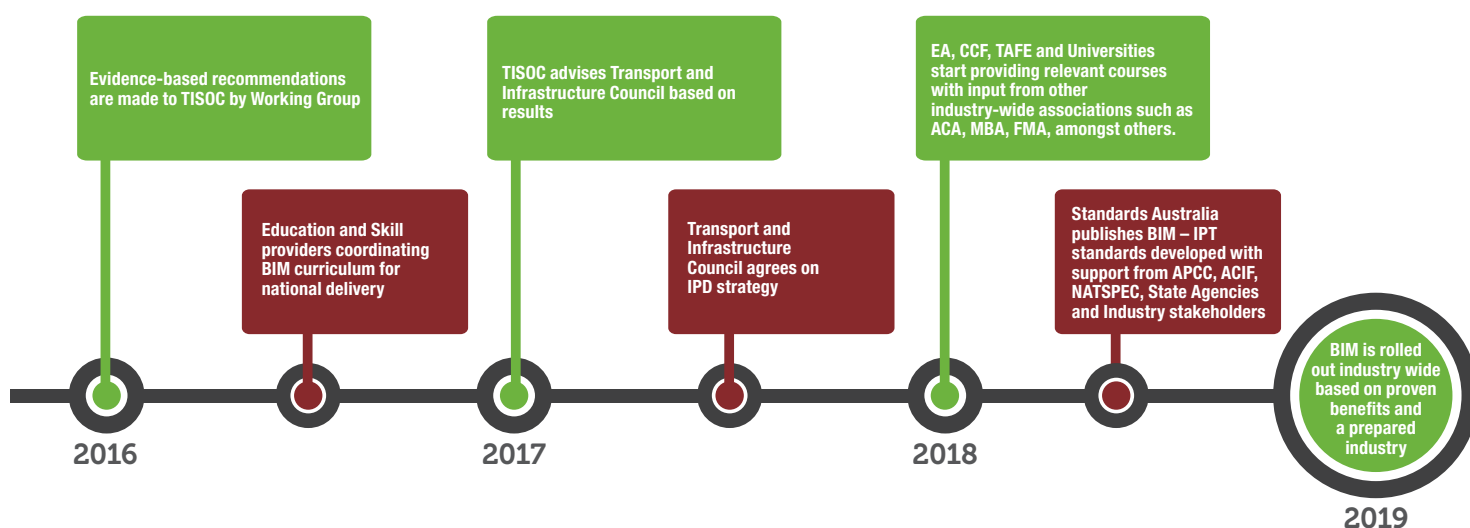 Evidence-based recommendations
are made to TISOC by Working Group
TISOC advises Transport and
Infrastructure Council based on
results
EA, CCF, TAFE and Universities
start providing relevant courses
with input from other
industry-wide associations such as
ACA, MBA, FMA, amongst others.
Education and Skill
providers coordinating
BIM curriculum for
national delivery
Transport and
Infrastructure
Council agrees on
IPD strategy
Standards Australia
publishes BIM – IPT
standards developed with
support from APCC, ACIF,
NATSPEC, State Agencies
and Industry stakeholders
BIM is rolled
out industry wide
based on proven
benefits and
a prepared
industry
2016
2017
2018
2019